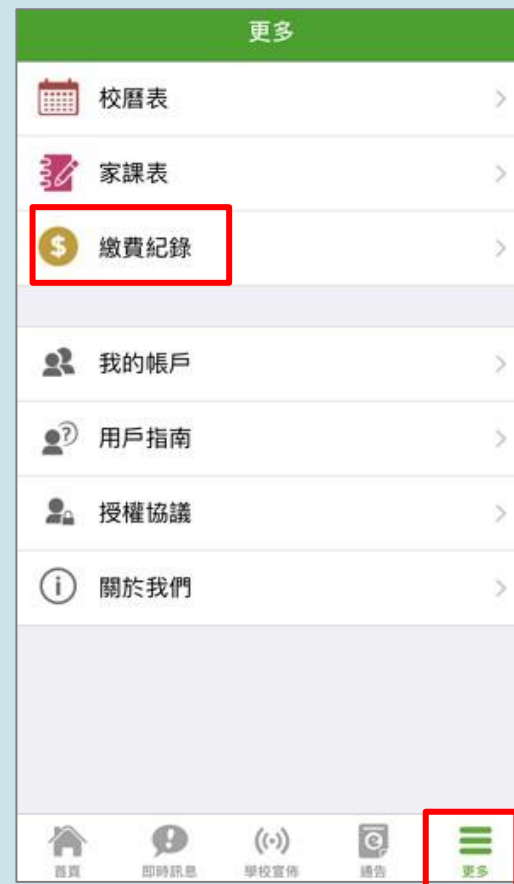 更多
校曆表
家課表
$ 繳費紀錄
我的帳戶
用戶指南
授權協議
關於我們
首頁 即時訊息 學校宣佈 通告 更多